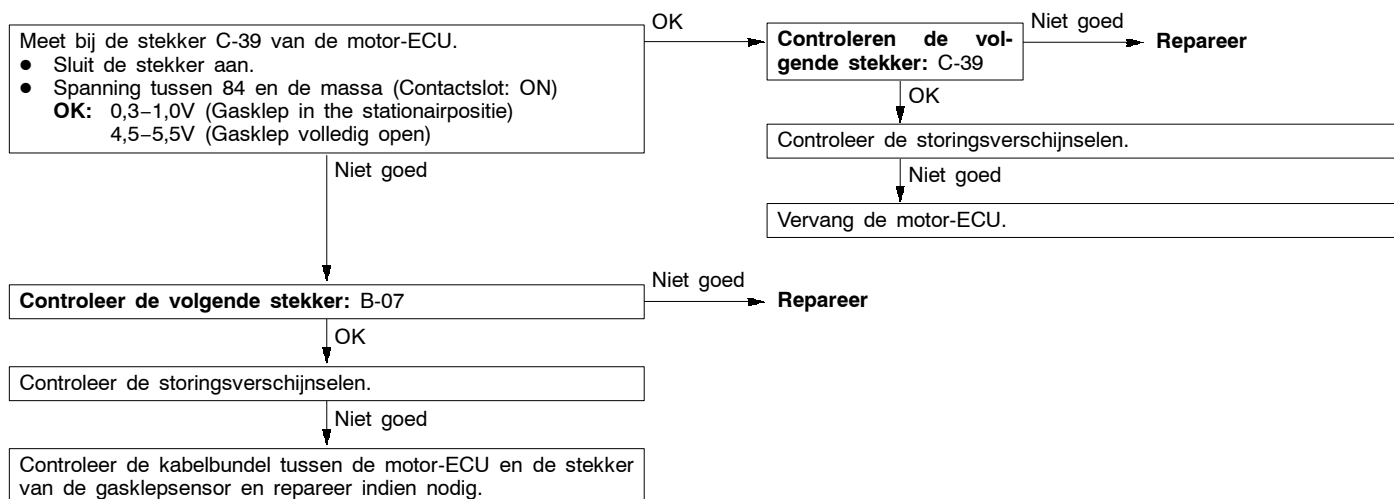 Meet bij de stekker C-39 van de motor-ECU.
● Sluit de stekker aan.
● Spanning tussen 84 en de massa (Contactslot: ON)
OK: 0,3–1,0V (Gasklep in the stationairpositie)
4,5–5,5V (Gasklep volledig open)
OK
Controleren de vol-
gende stekker: C-39
Niet goed
Repareer
OK
Controleer de storingsverschijnselen.
Niet goed
Vervang de motor-ECU.
Niet goed
Controleer de volgende stekker: B-07
Niet goed
Repareer
OK
Controleer de storingsverschijnselen.
Niet goed
Controleer de kabelbundel tussen de motor-ECU en de stekker
van de gasklepsensor en repareer indien nodig.